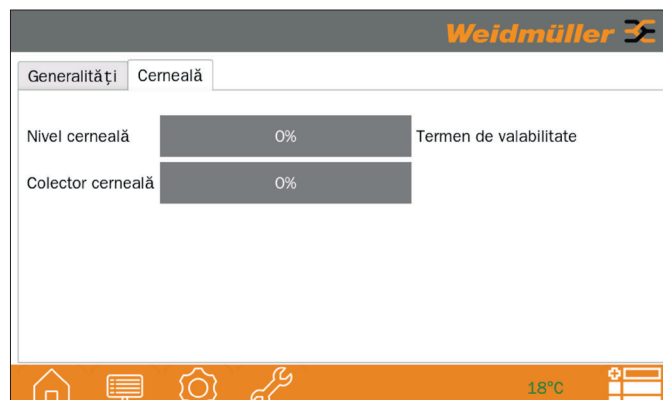 Weidmüller
Generalități Cerneală
Nivel cerneală 0% Termen de valabilitate
Colector cerneală 0%
18°C